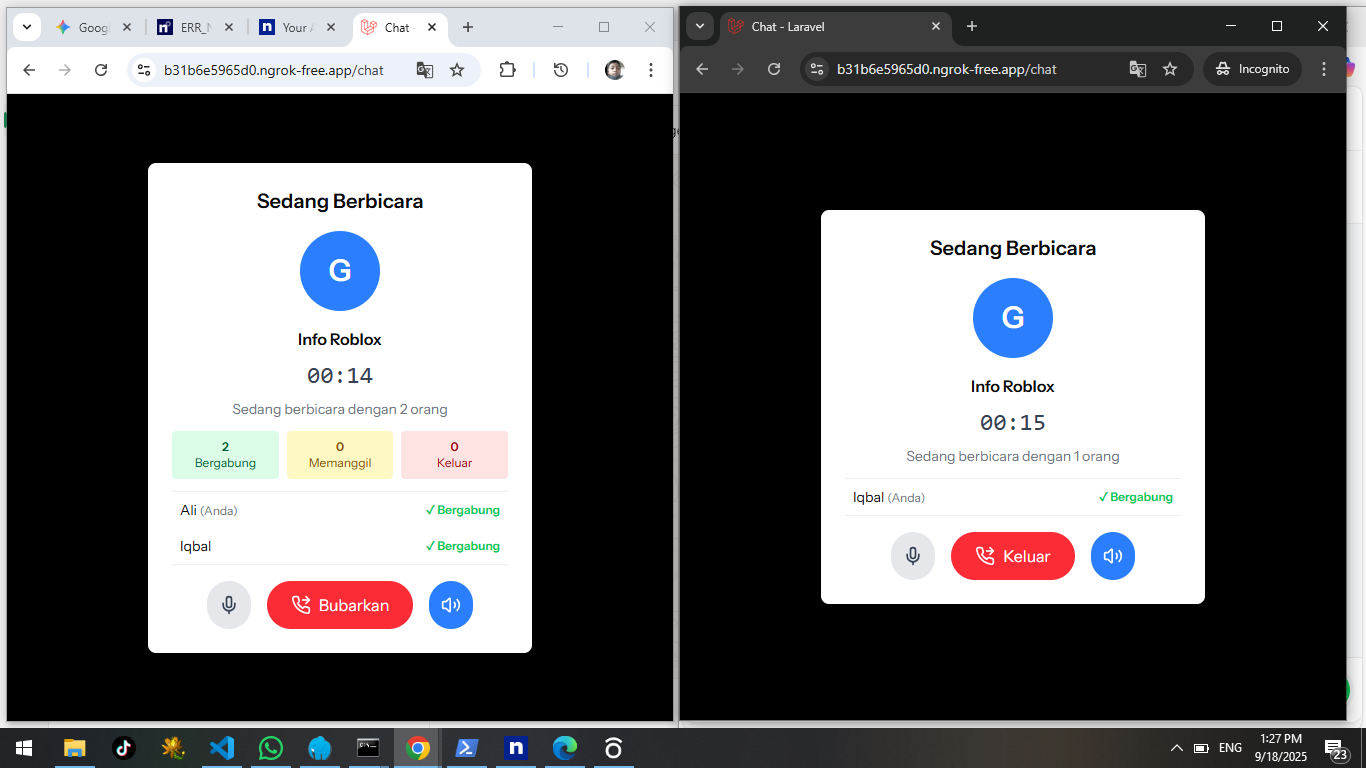 Goog
ERR_N
Your A
Chat -
b31b6e5965d0.ngrok-free.app/chat
Sedang Berbicara
G
Info Roblox
00:14
Sedang berbicara dengan 2 orang
2 0 0
Bergabung Memanggil Keluar
Ali (Anda) ✓ Bergabung
Iqbal ✓ Bergabung
Bubarkan
Chat - Laravel
b31b6e5965d0.ngrok-free.app/chat
Incognito
Sedang Berbicara
G
Info Roblox
00:15
Sedang berbicara dengan 1 orang
Iqbal (Anda) ✓ Bergabung
Keluar
ENG
1:27 PM
9/18/2025
23